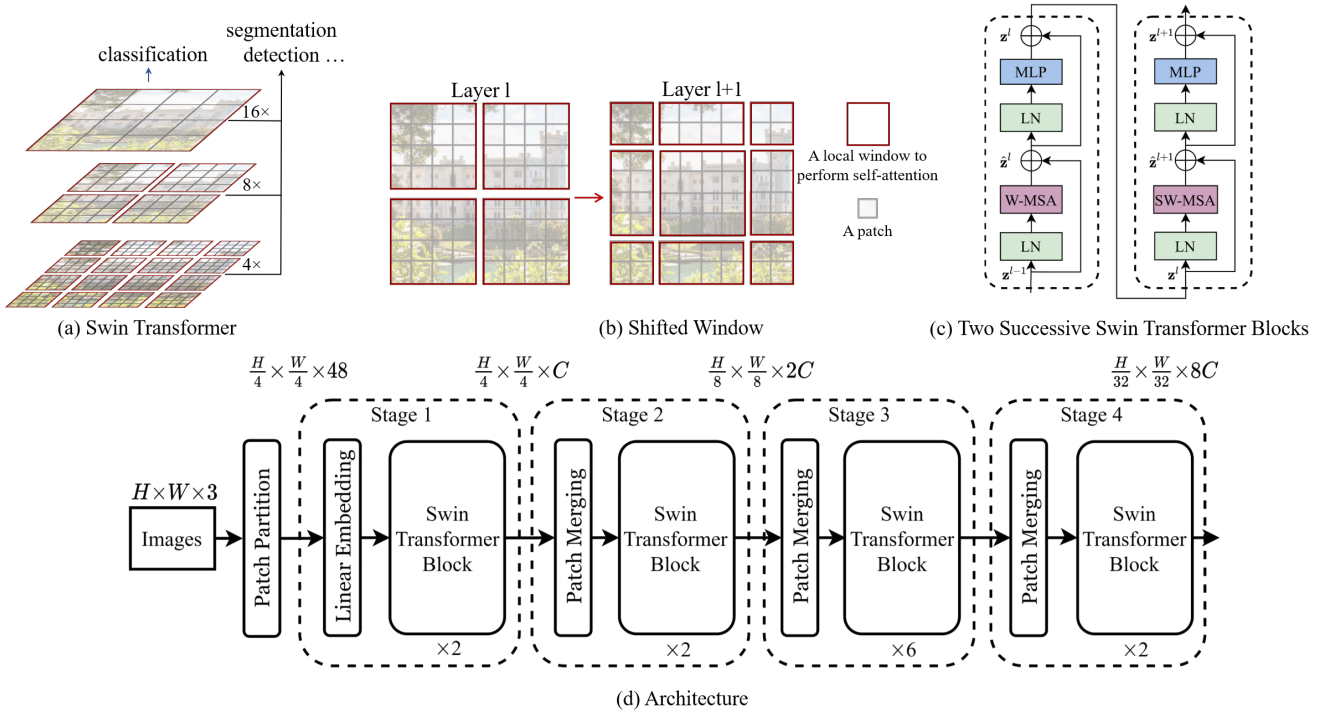 segmentation
classification
detection ...
16×
8×
4×
(a) Swin Transformer
Layer l
Layer l+1
A local window to
perform self-attention
A patch
(b) Shifted Window
z^l
MLP
LN
ẑ^l
W-MSA
LN
z^{l-1}
z^{l+1}
MLP
LN
ẑ^{l+1}
SW-MSA
LN
z^l
(c) Two Successive Swin Transformer Blocks
H/4 × W/4 × 48
H/4 × W/4 × C
H/8 × W/8 × 2C
H/32 × W/32 × 8C
Stage 1
Stage 2
Stage 3
Stage 4
H×W×3
Images
Patch Partition
Linear Embedding
Swin
Transformer
Block
×2
Patch Merging
Swin
Transformer
Block
×2
Patch Merging
Swin
Transformer
Block
×6
Patch Merging
Swin
Transformer
Block
×2
(d) Architecture